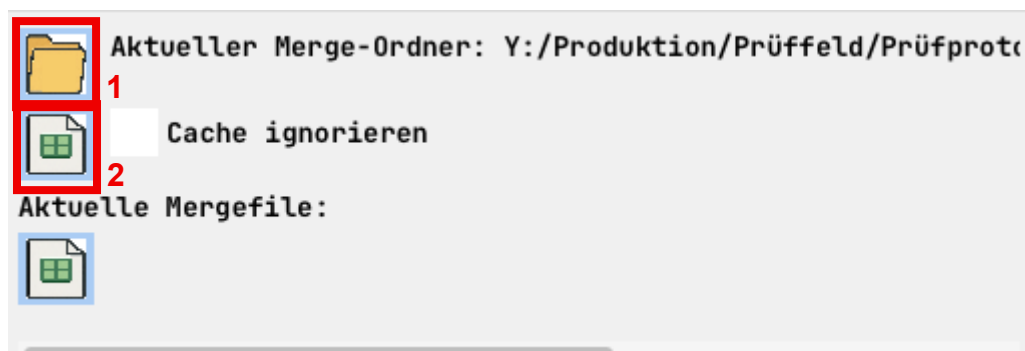 Aktueller Merge-Ordner: Y:/Produktion/Prüffeld/Prüfproto
1
Cache ignorieren
2
Aktuelle Mergefile: